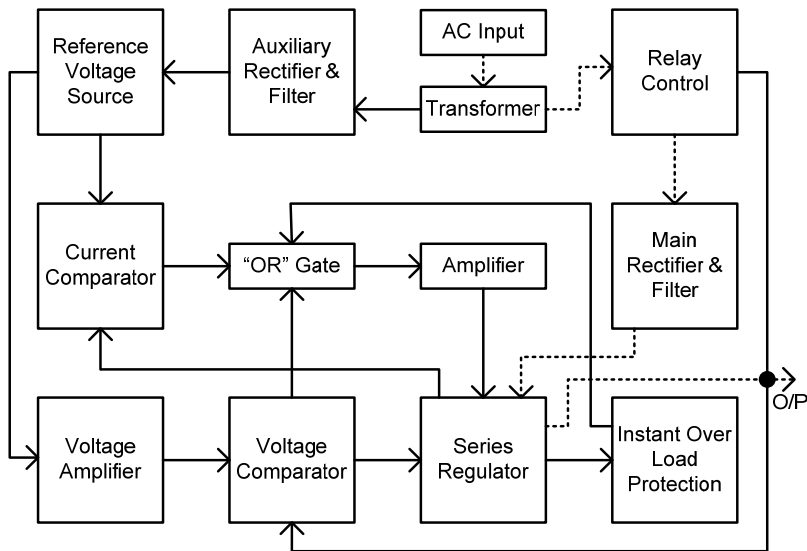 Reference
Voltage
Source
Auxiliary
Rectifier &
Filter
AC Input
Transformer
Relay
Control
Current
Comparator
“OR” Gate
Amplifier
Main
Rectifier &
Filter
O/P
Voltage
Amplifier
Voltage
Comparator
Series
Regulator
Instant Over
Load
Protection